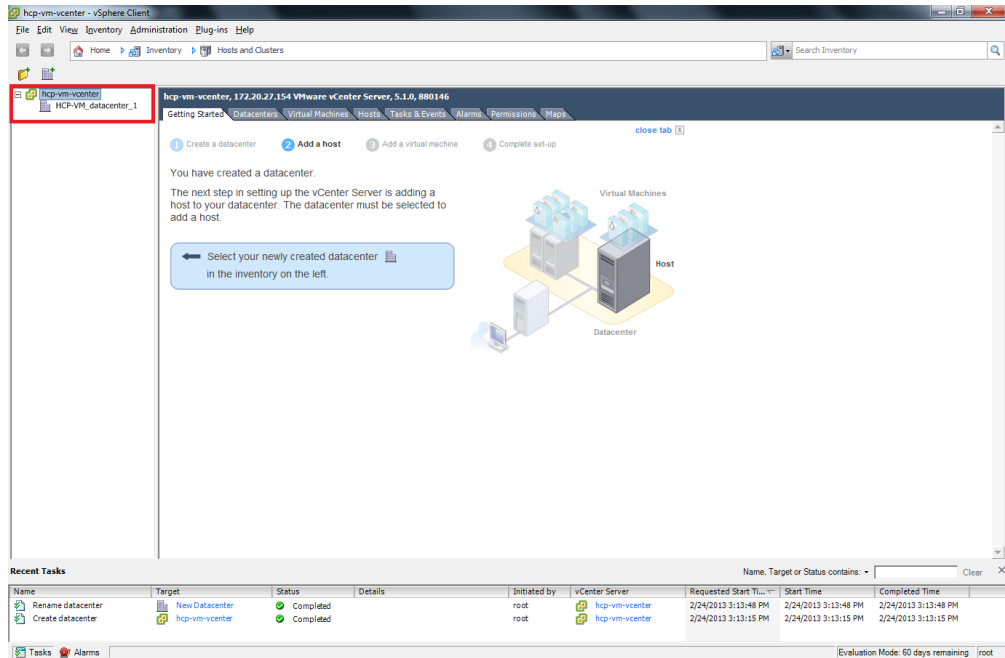 hcp-vm-vcenter - vSphere Client
File Edit View Inventory Administration Plug-ins Help
Home Inventory Hosts and Clusters Search Inventory
hcp-vm-vcenter
HCP-VM_datacenter_1
hcp-vm-vcenter, 172.20.27.154 VMware vCenter Server, 5.1.0, 880146
Getting Started Datacenters Virtual Machines Hosts Tasks & Events Alarms Permissions Maps
close tab X
1 Create a datacenter 2 Add a host 3 Add a virtual machine 4 Complete set-up
You have created a datacenter.
The next step in setting up the vCenter Server is adding a
host to your datacenter. The datacenter must be selected to
add a host.
Select your newly created datacenter
in the inventory on the left.
Virtual Machines
Host
Datacenter
Recent Tasks Name, Target or Status contains: Clear X
Name Target Status Details Initiated by vCenter Server Requested Start Ti... Start Time Completed Time
Rename datacenter New Datacenter Completed root hcp-vm-vcenter 2/24/2013 3:13:48 PM 2/24/2013 3:13:48 PM 2/24/2013 3:13:48 PM
Create datacenter hcp-vm-vcenter Completed root hcp-vm-vcenter 2/24/2013 3:13:15 PM 2/24/2013 3:13:15 PM 2/24/2013 3:13:15 PM
Tasks Alarms Evaluation Mode: 60 days remaining root